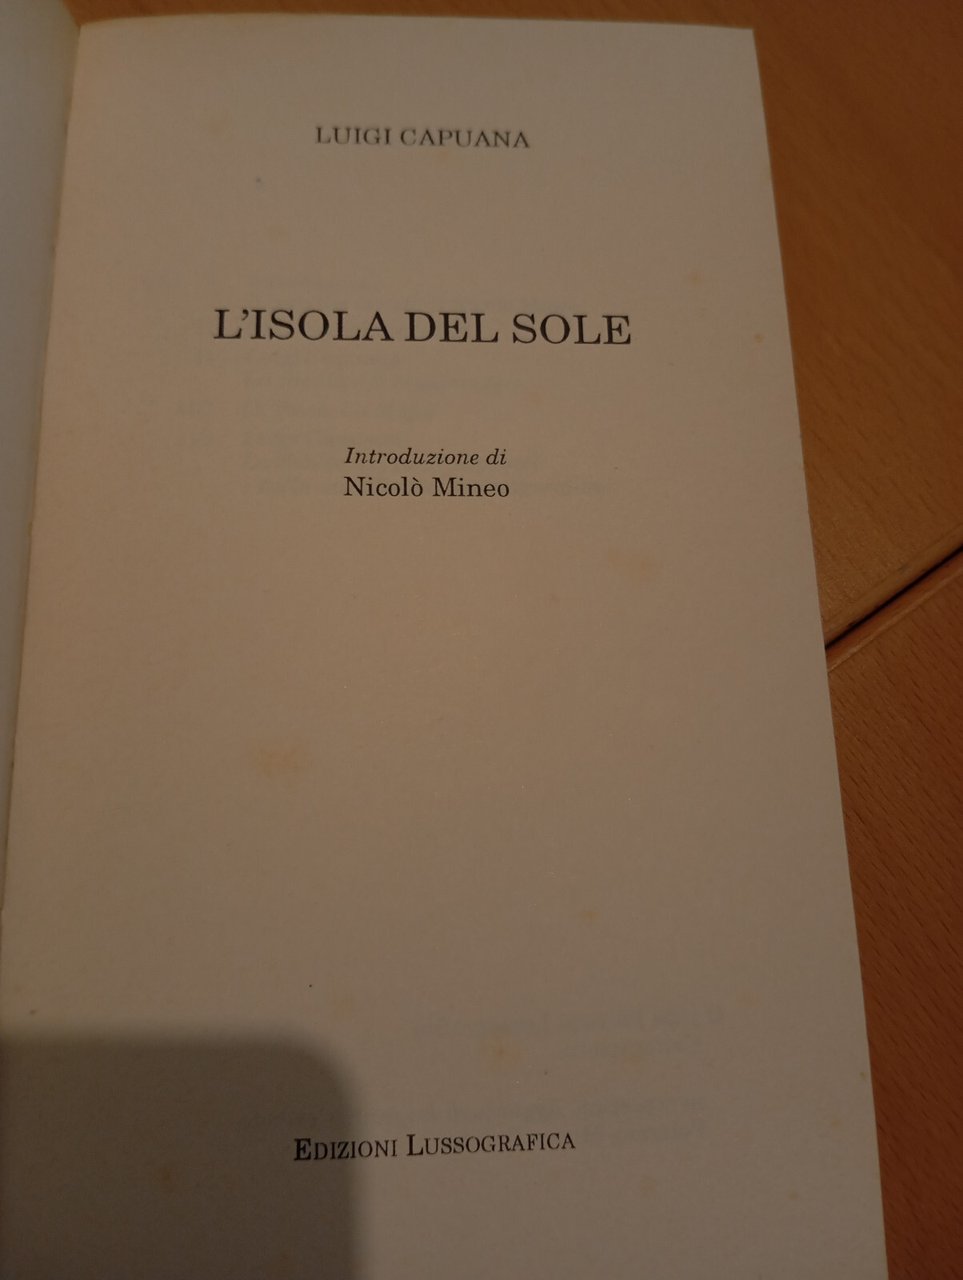 LUIGI CAPUANA
L'ISOLA DEL SOLE
Introduzione di
Nicolò Mineo
EDIZIONI LUSSOGRAFICA